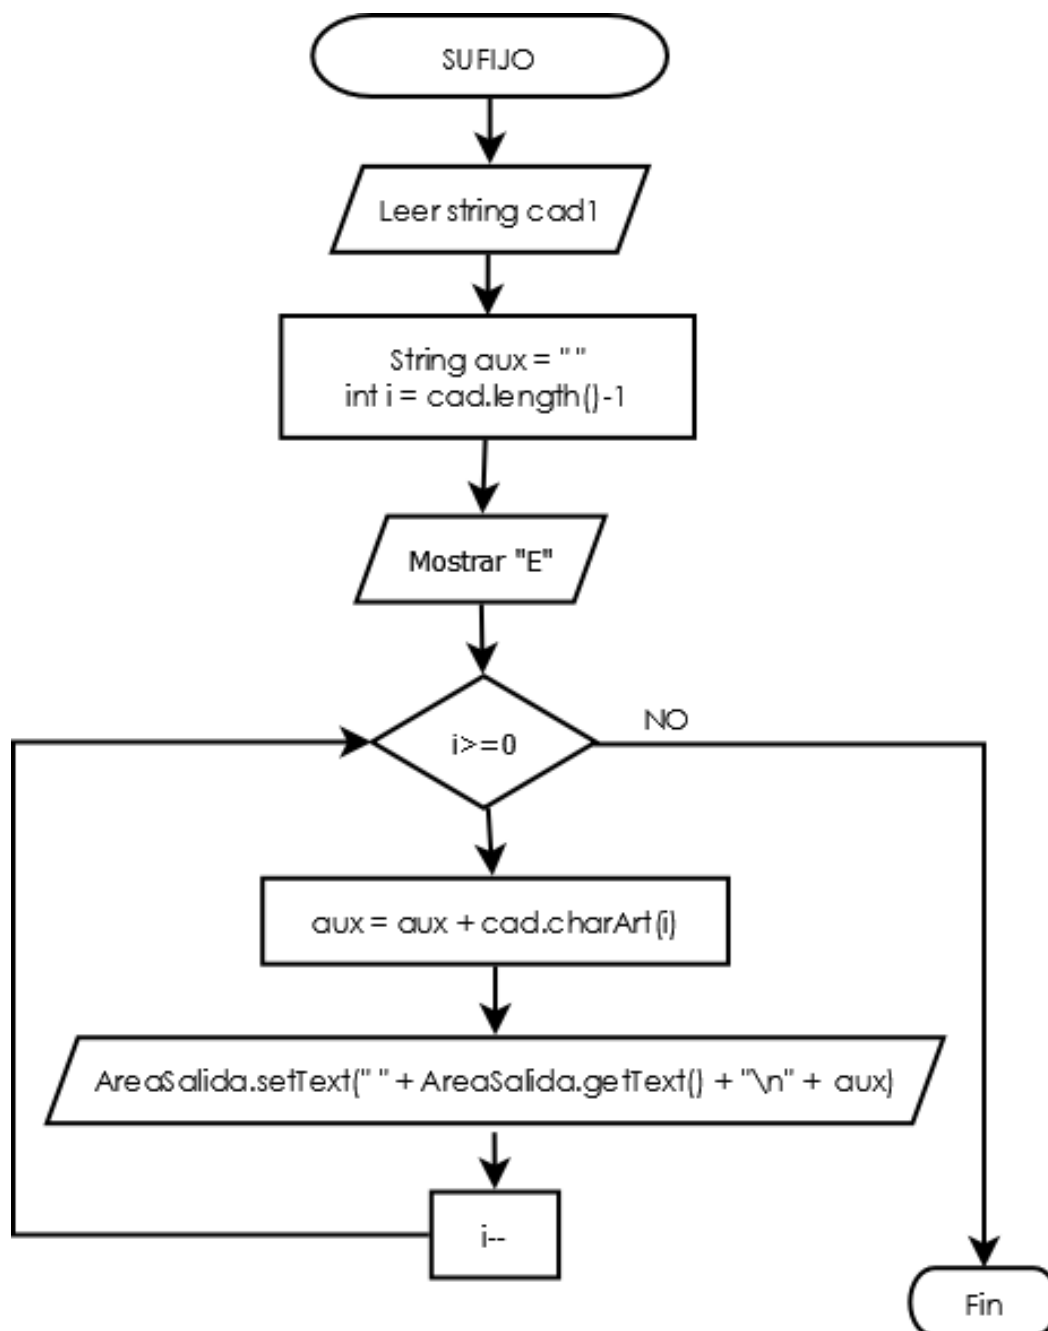 SUFIJO
Leer string cad1
String aux = " "
int i = cad.length()-1
Mostrar "E"
i>=0
NO
aux = aux + cad.charArt(i)
AreaSalida.setText(" " + AreaSalida.getText() + "\n" + aux)
i--
Fin